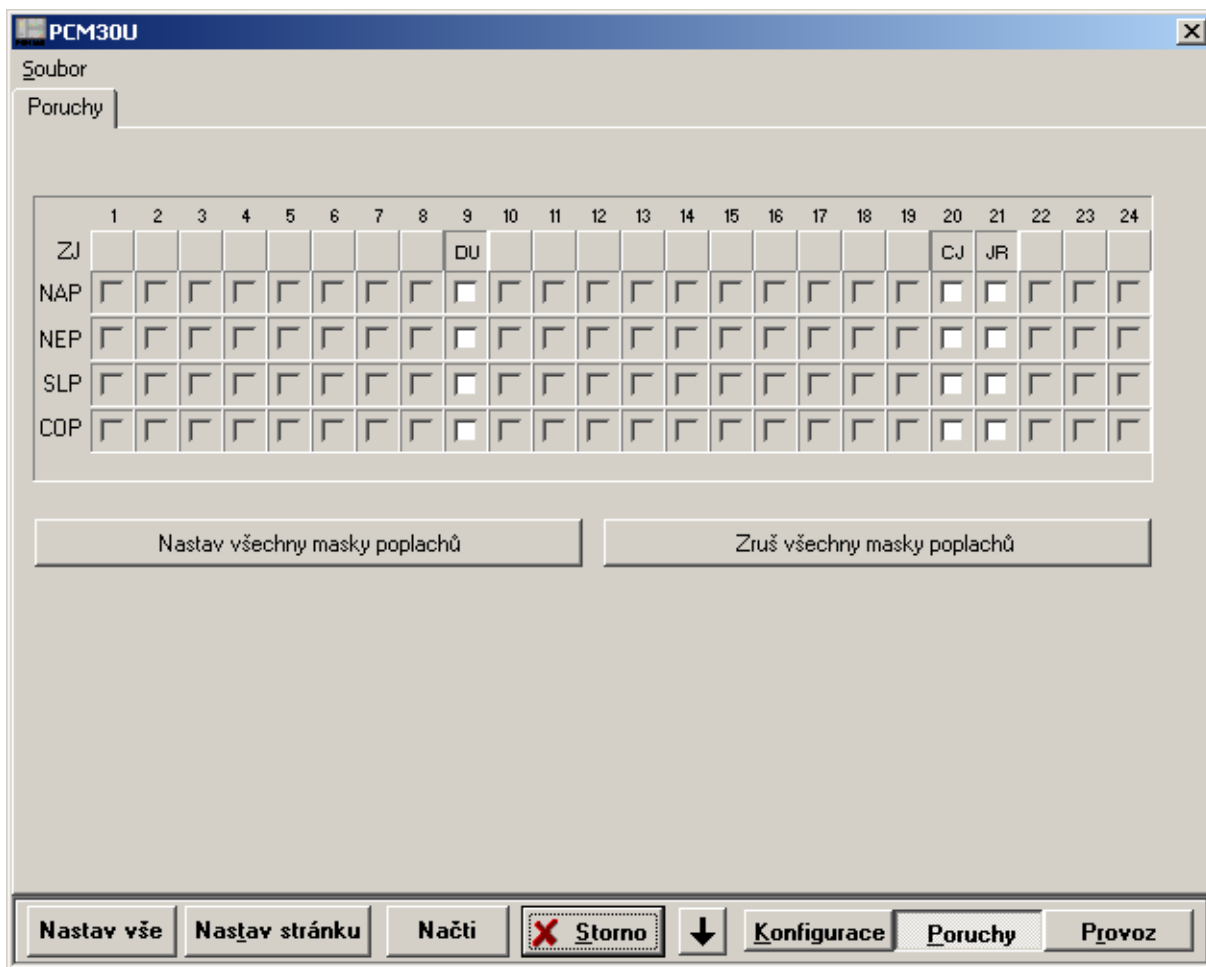 PCM30U
Soubor
Poruchy
1 2 3 4 5 6 7 8 9 10 11 12 13 14 15 16 17 18 19 20 21 22 23 24
ZJ DU CJ JR
NAP
NEP
SLP
COP
Nastav všechny masky poplachů Zruš všechny masky poplachů
Nastav vše Nastav stránku Načti Storno Konfigurace Poruchy Provoz